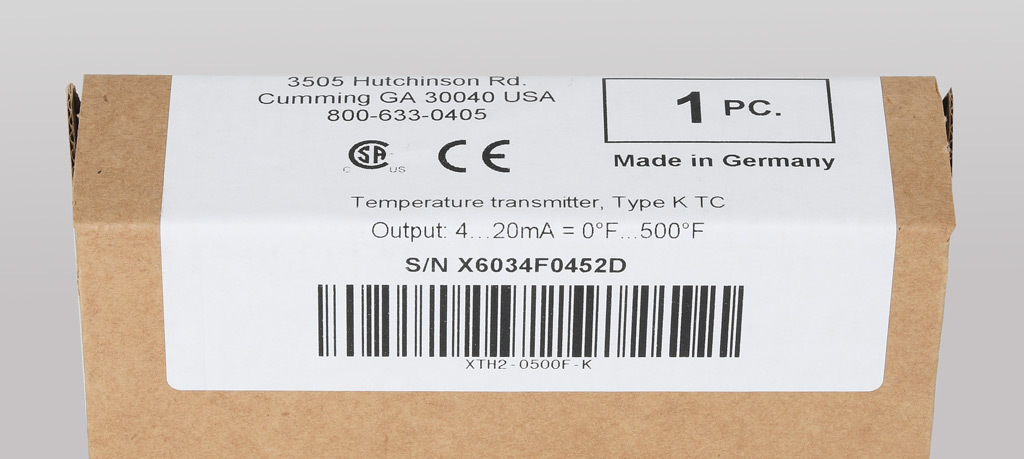 3505 Hutchinson Rd.
Cumming GA 30040 USA
800-633-0405
1 PC.
C SA US
CE
Made in Germany
Temperature transmitter, Type K TC
Output: 4...20mA = 0°F...500°F
S/N X6034F0452D
XTH2-0500F-K